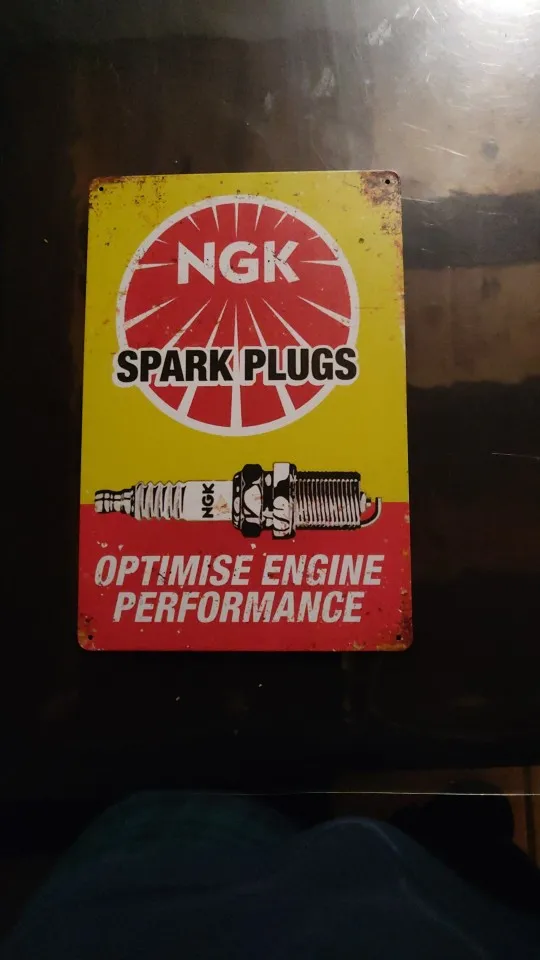 NGK
SPARK PLUGS
NGK
OPTIMISE ENGINE
PERFORMANCE